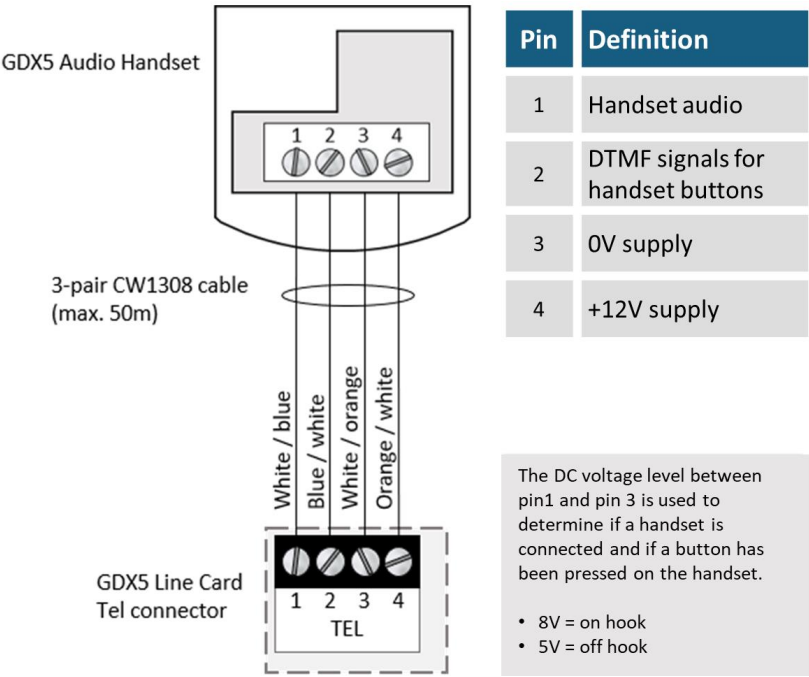 GDX5 Audio Handset
1 2 3 4
3-pair CW1308 cable
(max. 50m)
White / blue
Blue / white
White / orange
Orange / white
GDX5 Line Card
Tel connector
1 2 3 4
TEL
Pin Definition
1 Handset audio
2 DTMF signals for
handset buttons
3 0V supply
4 +12V supply
The DC voltage level between
pin1 and pin 3 is used to
determine if a handset is
connected and if a button has
been pressed on the handset.
• 8V = on hook
• 5V = off hook